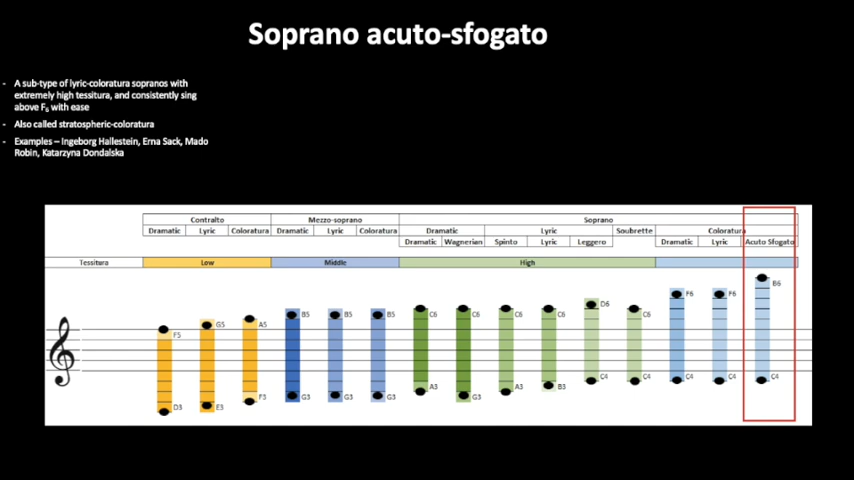 Soprano acuto-sfogato
- A sub-type of lyric-coloratura sopranos with
extremely high tessitura, and consistently sing
above F6 with ease
- Also called stratospheric-coloratura
- Examples – Ingeborg Hallestein, Erna Sack, Mado
Robin, Katarzyna Dondalska
Contralto Mezzo-soprano Soprano
Dramatic Lyric Coloratura Dramatic Lyric Coloratura Dramatic Lyric Soubrette Coloratura
Dramatic Wagnerian Spinto Lyric Leggero Dramatic Lyric Acuto Sfogato
Tessitura Low Middle High
B6
F6 F6
D6
B5 B5 B5 C6 C6 C6 C6 C6
F5 G5 A5
A3 A3 B3 C4 C4 C4 C4 C4
D3 E3 F3 G3 G3 G3 G3